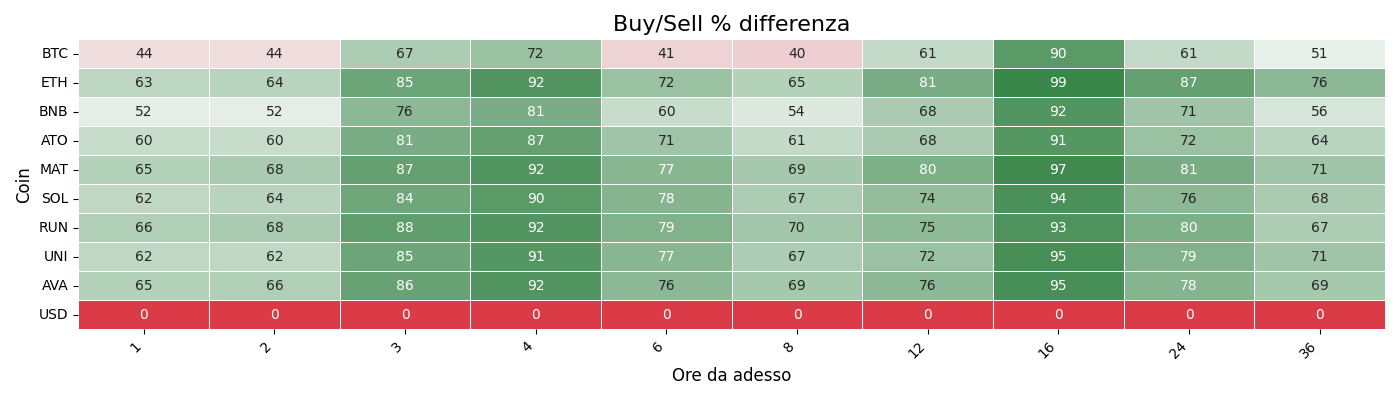 Buy/Sell % differenza
Coin
BTC 44 44 67 72 41 40 61 90 61 51
ETH 63 64 85 92 72 65 81 99 87 76
BNB 52 52 76 81 60 54 68 92 71 56
ATO 60 60 81 87 71 61 68 91 72 64
MAT 65 68 87 92 77 69 80 97 81 71
SOL 62 64 84 90 78 67 74 94 76 68
RUN 66 68 88 92 79 70 75 93 80 67
UNI 62 62 85 91 77 67 72 95 79 71
AVA 65 66 86 92 76 69 76 95 78 69
USD 0 0 0 0 0 0 0 0 0 0
1 2 3 4 6 8 12 16 24 36
Ore da adesso